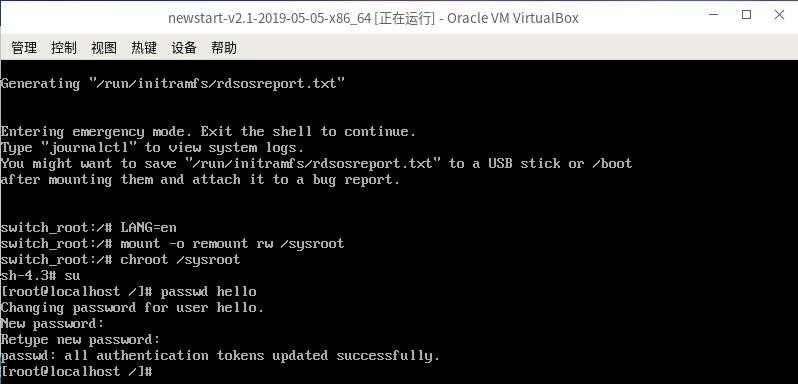 newstart-v2.1-2019-05-05-x86_64 [正在运行] - Oracle VM VirtualBox
管理 控制 视图 热键 设备 帮助
Generating "/run/initramfs/rdsosreport.txt"
Entering emergency mode. Exit the shell to continue.
Type "journalctl" to view system logs.
You might want to save "/run/initramfs/rdsosreport.txt" to a USB stick or /boot
after mounting them and attach it to a bug report.
switch_root:/# LANG=en
switch_root:/# mount -o remount rw /sysroot
switch_root:/# chroot /sysroot
sh-4.3# su
[root@localhost /]# passwd hello
Changing password for user hello.
New password:
Retype new password:
passwd: all authentication tokens updated successfully.
[root@localhost /]#